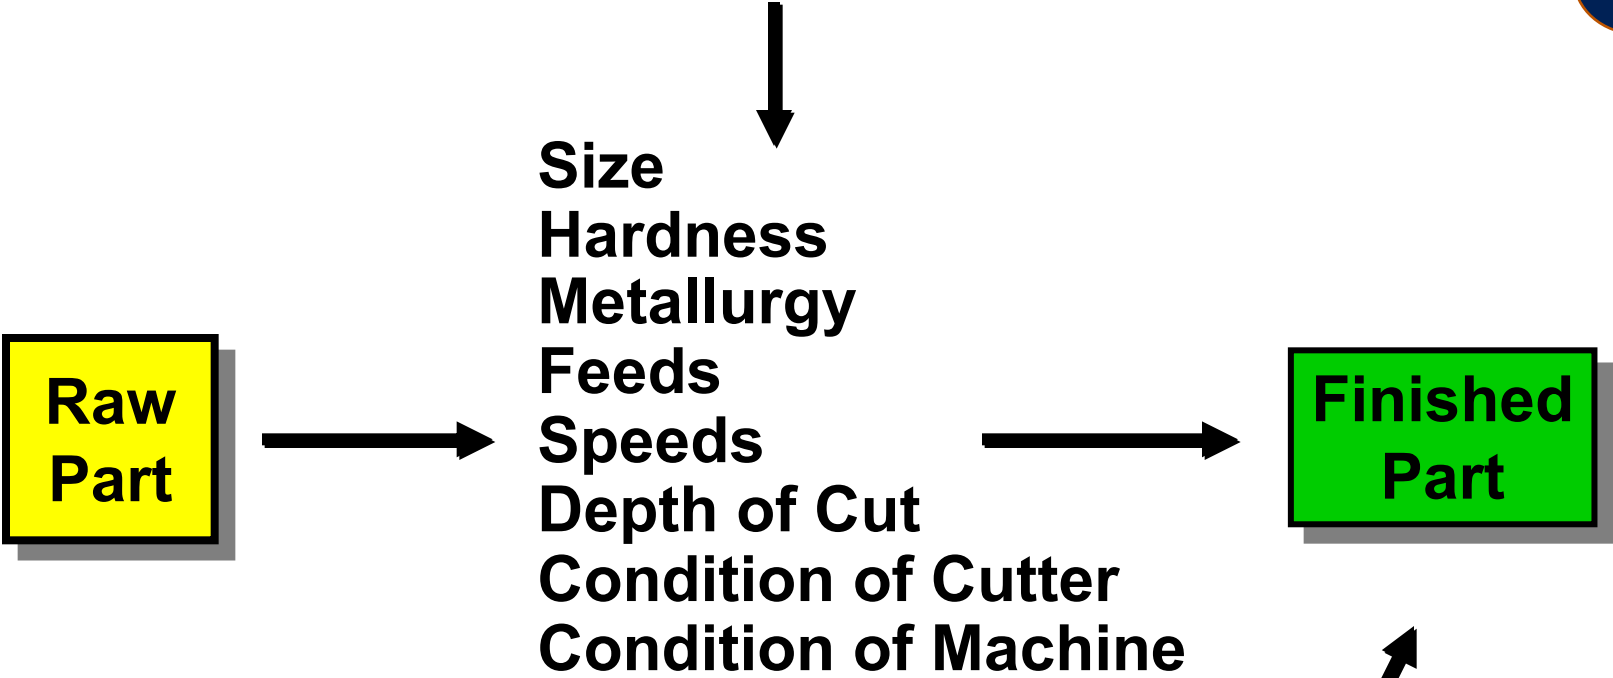 Size
Hardness
Metallurgy
Feeds
Speeds
Depth of Cut
Condition of Cutter
Condition of Machine
Raw
Part
Finished
Part